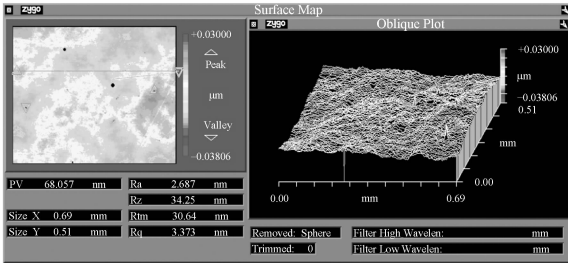 zygo Surface Map
+0.03000
Peak
µm
Valley
−0.03806
PV 68.057 nm
Size X 0.69 mm
Size Y 0.51 mm
Ra 2.687 nm
Rz 34.25 nm
Rtm 30.64 nm
Rq 3.373 nm
zygo Oblique Plot
+0.03000
µm
−0.03806
0.51
mm
0.00
0.00 mm 0.69
Removed: Sphere
Trimmed: 0
Filter High Wavelen: mm
Filter Low Wavelen: mm